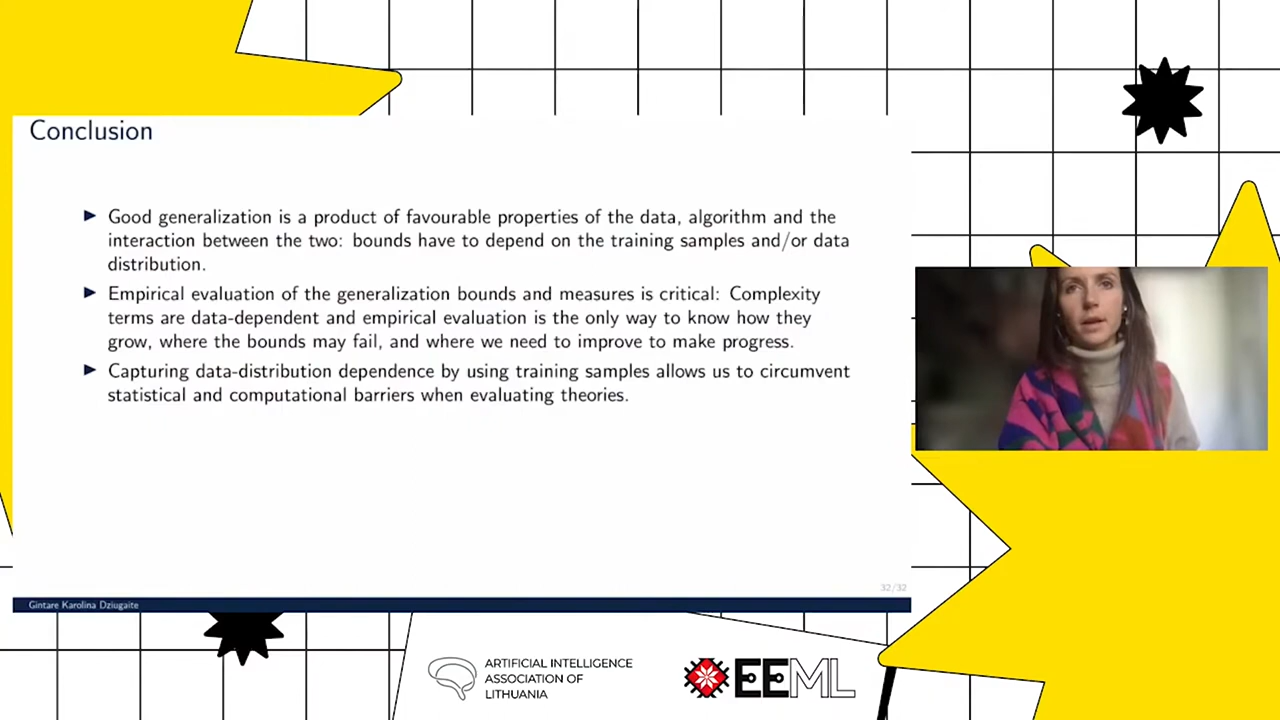 Conclusion
Good generalization is a product of favourable properties of the data, algorithm and the
interaction between the two: bounds have to depend on the training samples and/or data
distribution.
Empirical evaluation of the generalization bounds and measures is critical: Complexity
terms are data-dependent and empirical evaluation is the only way to know how they
grow, where the bounds may fail, and where we need to improve to make progress.
Capturing data-distribution dependence by using training samples allows us to circumvent
statistical and computational barriers when evaluating theories.
32/32
Gintare Karolina Dziugaite
ARTIFICIAL INTELLIGENCE
ASSOCIATION OF
LITHUANIA
EEML